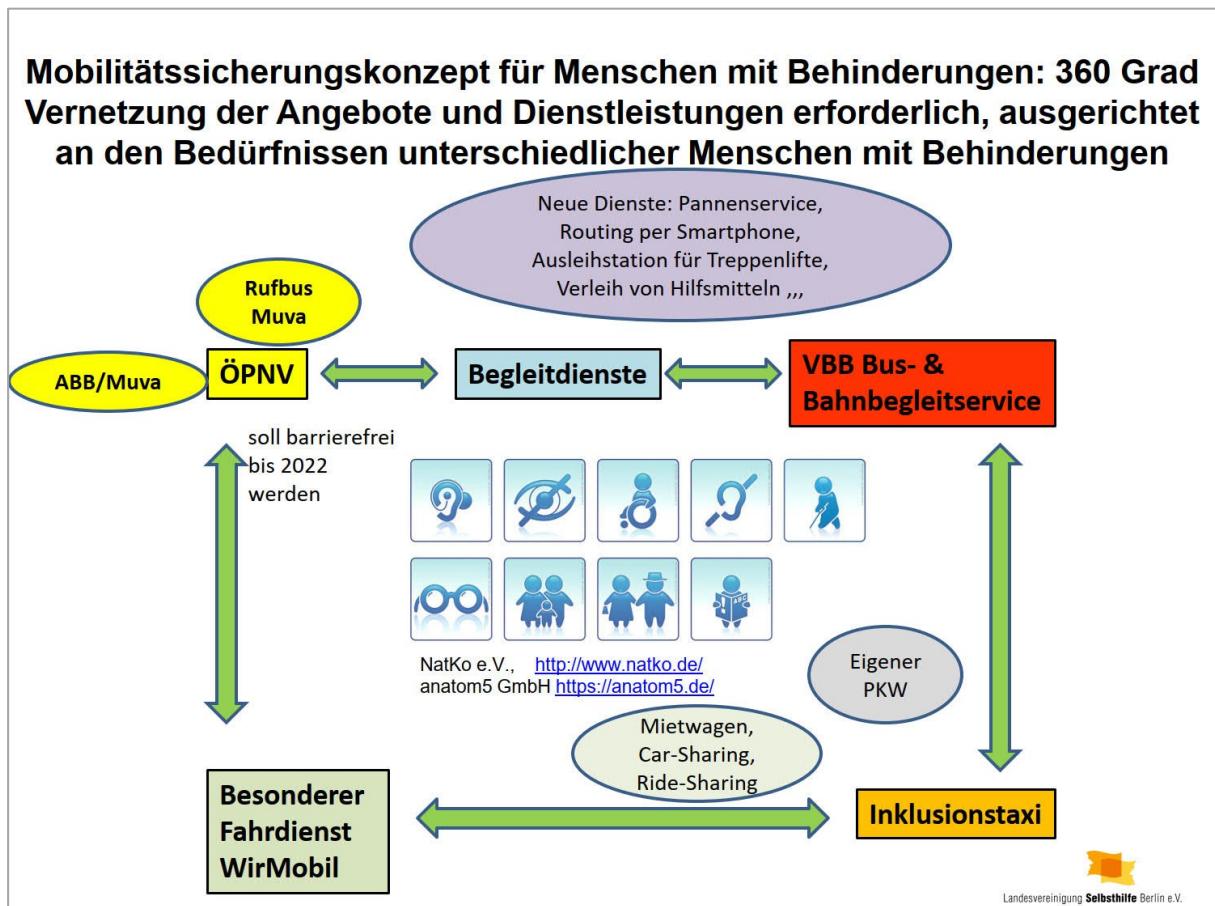 Mobilitätssicherungskonzept für Menschen mit Behinderungen: 360 Grad
Vernetzung der Angebote und Dienstleistungen erforderlich, ausgerichtet
an den Bedürfnissen unterschiedlicher Menschen mit Behinderungen
Neue Dienste: Pannenservice,
Routing per Smartphone,
Ausleihstation für Treppenlifte,
Verleih von Hilfsmitteln ,,,
Rufbus
Muva
ABB/Muva
ÖPNV
Begleitdienste
VBB Bus- &
Bahnbegleitservice
soll barrierefrei
bis 2022
werden
ABC
NatKo e.V., http://www.natko.de/
anatom5 GmbH https://anatom5.de/
Eigener
PKW
Mietwagen,
Car-Sharing,
Ride-Sharing
Besonderer
Fahrdienst
WirMobil
Inklusionstaxi
Landesvereinigung Selbsthilfe Berlin e.V.